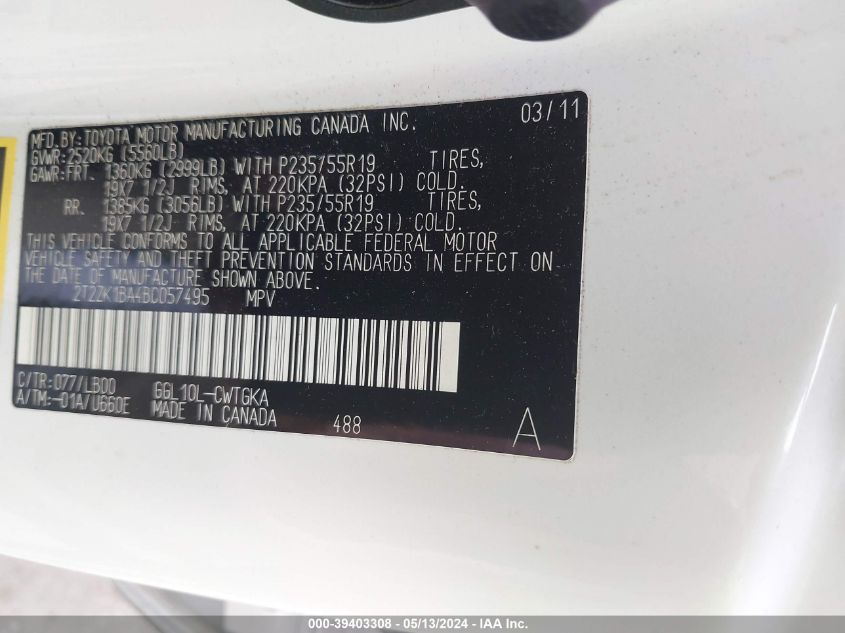 03/11
MFD.BY:TOYOTA MOTOR MANUFACTURING CANADA INC.
GVWR:2520KG (5560LB)
GAWR:FRT. 1360KG (2999LB) WITH P235/55R19 TIRES,
19X7 1/2J RIMS, AT 220KPA (32PSI) COLD.
RR. 1385KG (3056LB) WITH P235/55R19 TIRES,
19X7 1/2J RIMS, AT 220KPA (32PSI) COLD.
THIS VEHICLE CONFORMS TO ALL APPLICABLE FEDERAL MOTOR
VEHICLE SAFETY AND THEFT PREVENTION STANDARDS IN EFFECT ON
THE DATE OF MANUFACTURE SHOWN ABOVE.
2T2ZK1BA4BC057495 MPV
C/TR:077/LB00 GGL10L-CWTGKA
A/TM:-01A/U660E MADE IN CANADA
488 A
000-39403308 - 05/13/2024 - IAA Inc.